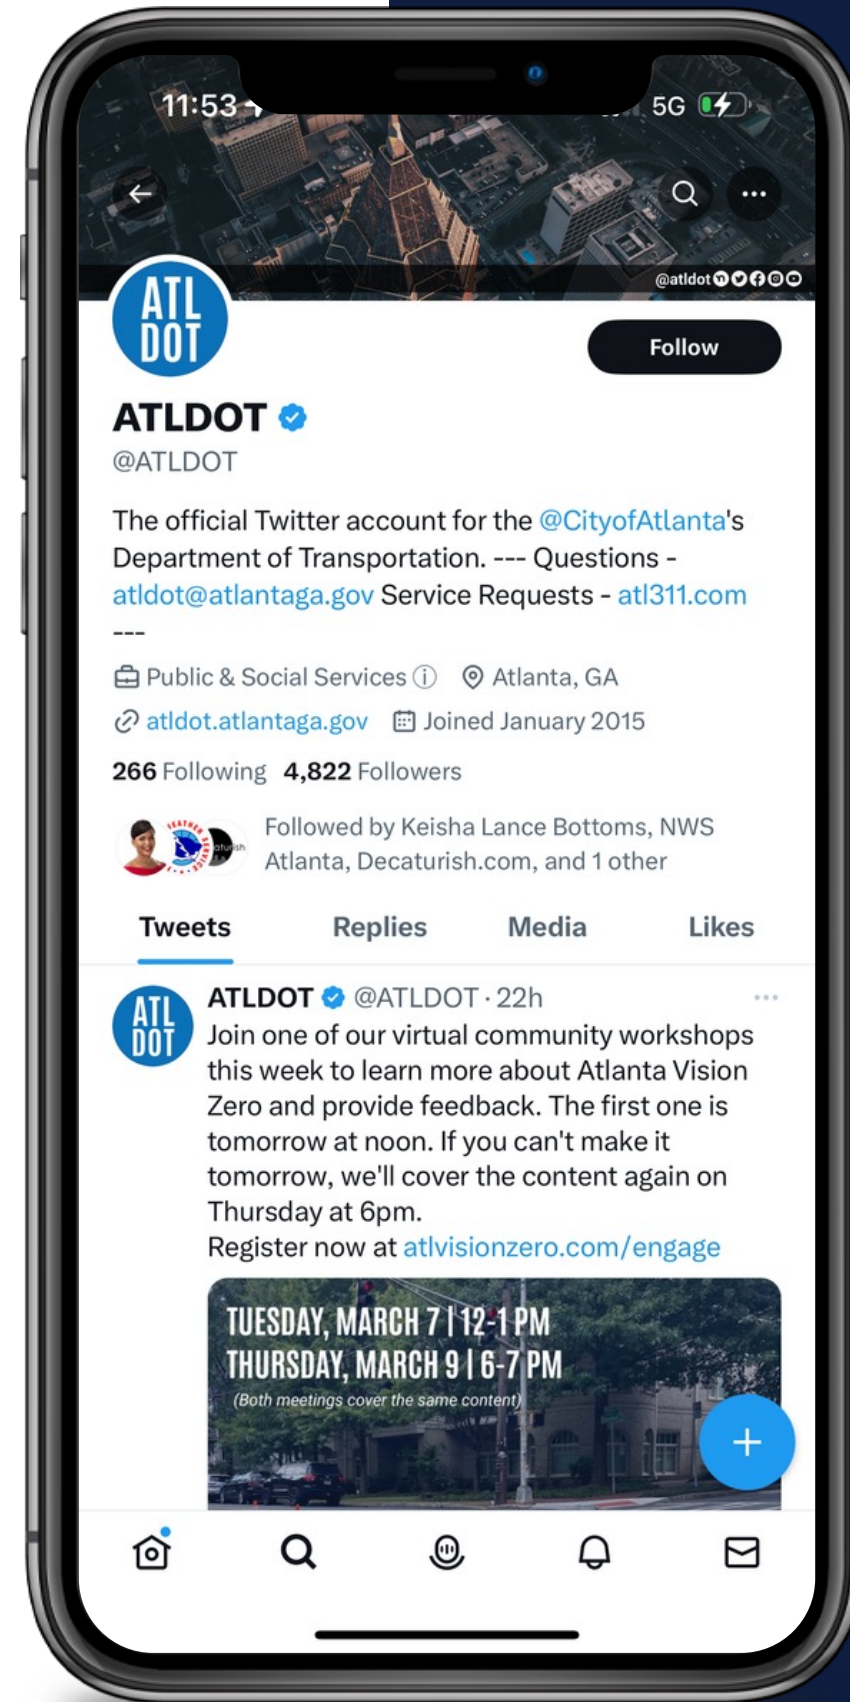 11:53
5G
@atldot
ATL
DOT
Follow
ATLDOT
@ATLDOT
The official Twitter account for the @CityofAtlanta's
Department of Transportation. --- Questions -
atldot@atlantaga.gov Service Requests - atl311.com
---
Public & Social Services Atlanta, GA
atldot.atlantaga.gov Joined January 2015
266 Following 4,822 Followers
Followed by Keisha Lance Bottoms, NWS
Atlanta, Decaturish.com, and 1 other
Tweets Replies Media Likes
ATL
DOT
ATLDOT @ATLDOT · 22h
Join one of our virtual community workshops
this week to learn more about Atlanta Vision
Zero and provide feedback. The first one is
tomorrow at noon. If you can't make it
tomorrow, we'll cover the content again on
Thursday at 6pm.
Register now at atlvisionzero.com/engage
TUESDAY, MARCH 7 | 12-1 PM
THURSDAY, MARCH 9 | 6-7 PM
(Both meetings cover the same content)